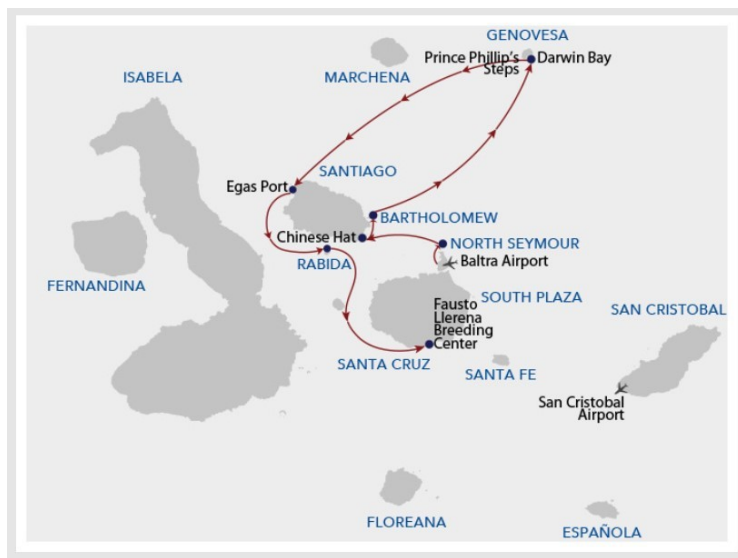 GENOVESA
Prince Phillip's
Steps
Darwin Bay
MARCHENA
ISABELA
SANTIAGO
Egas Port
BARTHOLOMEW
Chinese Hat
NORTH SEYMOUR
RABIDA
Baltra Airport
FERNANDINA
SOUTH PLAZA
Fausto
Llerena
Breeding
Center
SAN CRISTOBAL
SANTA CRUZ
SANTA FE
San Cristobal
Airport
FLOREANA
ESPAÑOLA